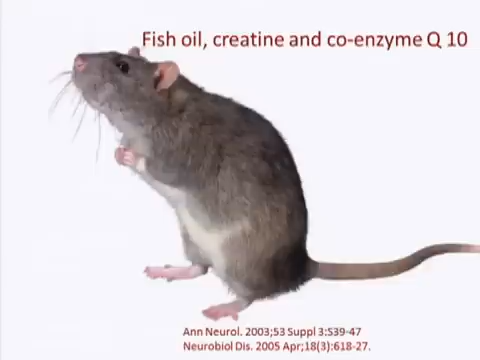 Fish oil, creatine and co-enzyme Q 10
Ann Neurol. 2003;53 Suppl 3:S39-47
Neurobiol Dis. 2005 Apr;18(3):618-27.